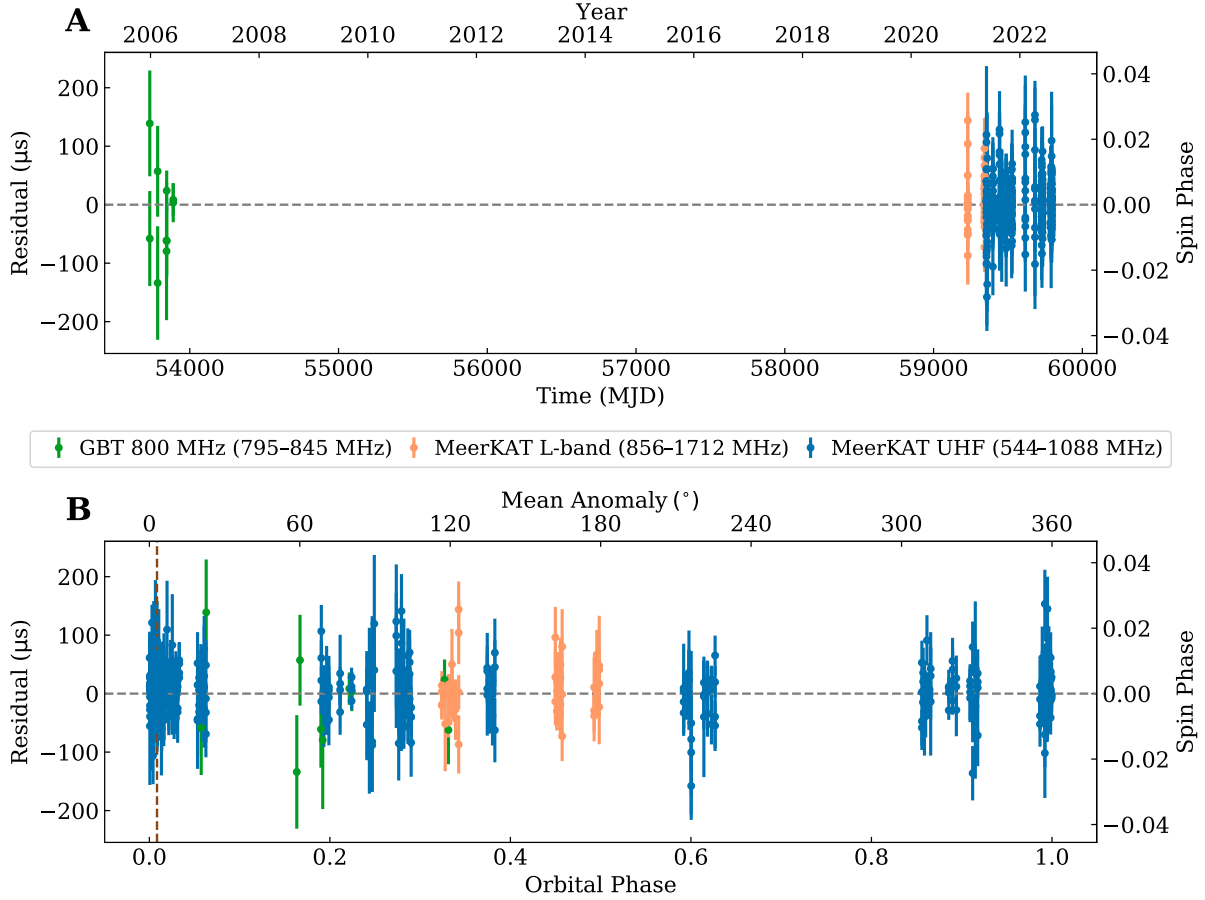 A
Year
2006 2008 2010 2012 2014 2016 2018 2020 2022
Residual (μs)
200
100
0
−100
−200
0.04
0.02
0.00
−0.02
−0.04
Spin Phase
54000 55000 56000 57000 58000 59000 60000
Time (MJD)
GBT 800 MHz (795–845 MHz) MeerKAT L-band (856–1712 MHz) MeerKAT UHF (544–1088 MHz)
B
Mean Anomaly (°)
0 60 120 180 240 300 360
Residual (μs)
200
100
0
−100
−200
0.04
0.02
0.00
−0.02
−0.04
Spin Phase
0.0 0.2 0.4 0.6 0.8 1.0
Orbital Phase